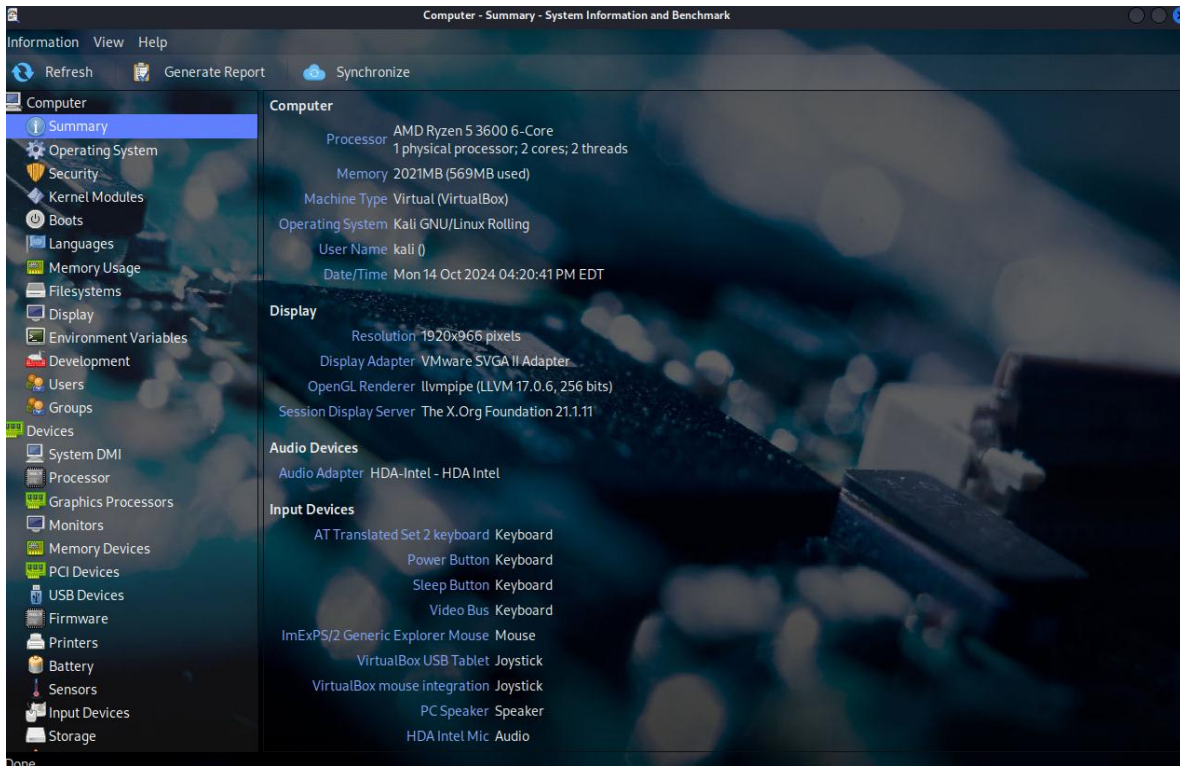 Computer - Summary - System Information and Benchmark
Information View Help
Refresh Generate Report Synchronize
Computer
Summary
Operating System
Security
Kernel Modules
Boots
Languages
Memory Usage
Filesystems
Display
Environment Variables
Development
Users
Groups
Devices
System DMI
Processor
Graphics Processors
Monitors
Memory Devices
PCI Devices
USB Devices
Firmware
Printers
Battery
Sensors
Input Devices
Storage
Computer
Processor AMD Ryzen 5 3600 6-Core
1 physical processor; 2 cores; 2 threads
Memory 2021MB (569MB used)
Machine Type Virtual (VirtualBox)
Operating System Kali GNU/Linux Rolling
User Name kali ()
Date/Time Mon 14 Oct 2024 04:20:41 PM EDT
Display
Resolution 1920x966 pixels
Display Adapter VMware SVGA II Adapter
OpenGL Renderer llvmpipe (LLVM 17.0.6, 256 bits)
Session Display Server The X.Org Foundation 21.1.11
Audio Devices
Audio Adapter HDA-Intel - HDA Intel
Input Devices
AT Translated Set 2 keyboard Keyboard
Power Button Keyboard
Sleep Button Keyboard
Video Bus Keyboard
ImExPS/2 Generic Explorer Mouse Mouse
VirtualBox USB Tablet Joystick
VirtualBox mouse integration Joystick
PC Speaker Speaker
HDA Intel Mic Audio
Done.